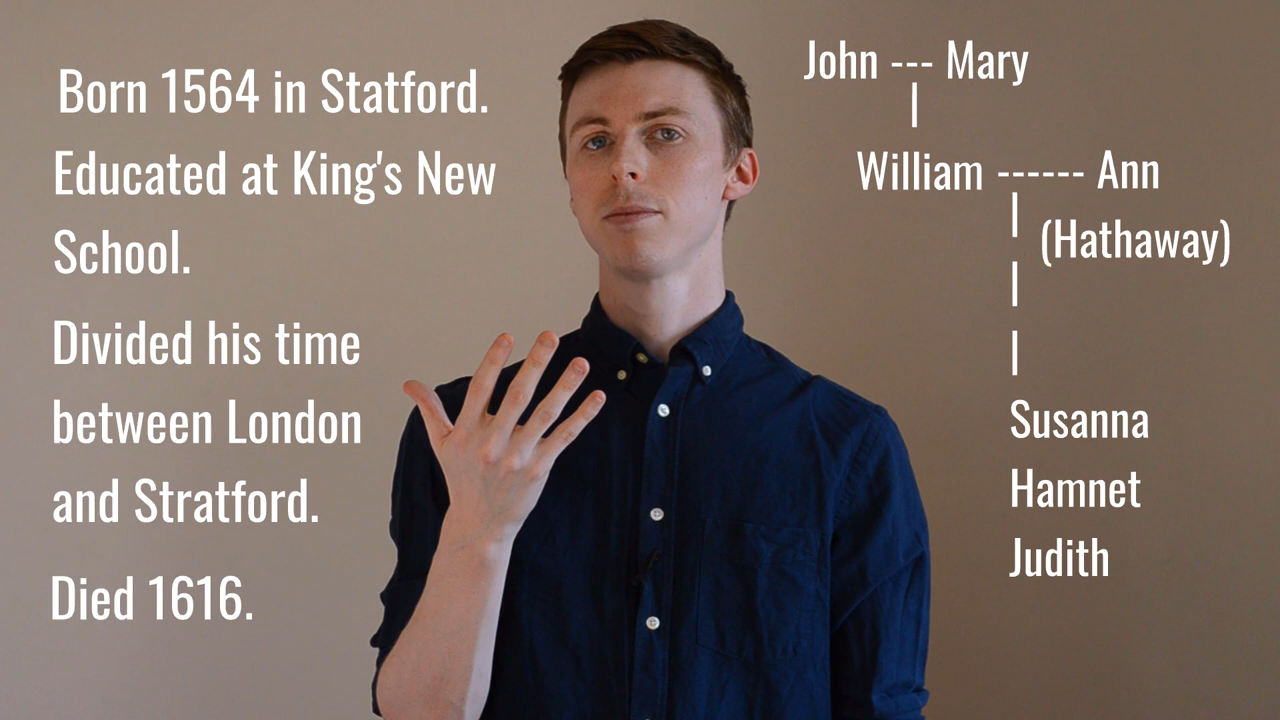 Born 1564 in Statford.
Educated at King's New
School.
Divided his time
between London
and Stratford.
Died 1616.
John --- Mary
|
William ------ Ann
|
(Hathaway)
|
|
Susanna
Hamnet
Judith